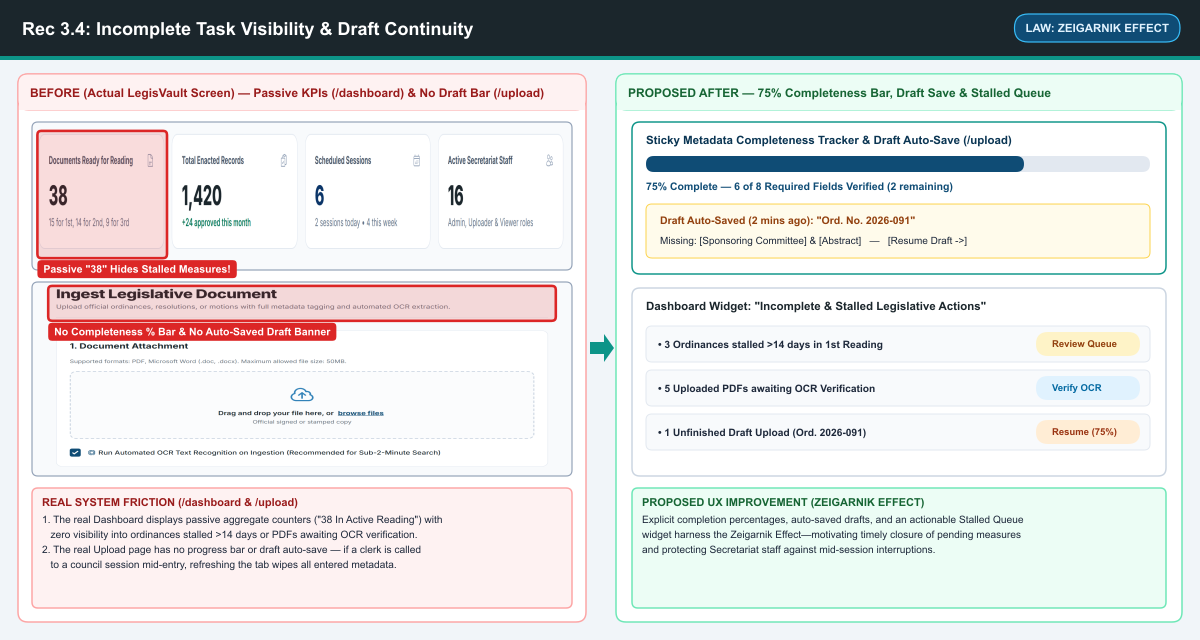 Rec 3.4: Incomplete Task Visibility & Draft Continuity
LAW: ZEIGARNIK EFFECT
BEFORE (Actual LegisVault Screen) — Passive KPIs (/dashboard) & No Draft Bar (/upload)
Documents Ready for Reading
38
15 for 1st, 14 for 2nd, 9 for 3rd
Total Enacted Records
1,420
+24 approved this month
Scheduled Sessions
6
2 sessions today • 4 this week
Active Secretariat Staff
16
Admin, Uploader & Viewer roles
Passive "38" Hides Stalled Measures!
Ingest Legislative Document
Upload official ordinances, resolutions, or motions with full metadata tagging and automated OCR extraction.
No Completeness % Bar & No Auto-Saved Draft Banner
1. Document Attachment
Supported formats: PDF, Microsoft Word (.doc, .docx). Maximum allowed file size: 50MB.
Drag and drop your file here, or browse files
Official signed or stamped copy
Run Automated OCR Text Recognition on Ingestion (Recommended for Sub-2-Minute Search)
REAL SYSTEM FRICTION (/dashboard & /upload)
1. The real Dashboard displays passive aggregate counters ("38 In Active Reading") with
zero visibility into ordinances stalled >14 days or PDFs awaiting OCR verification.
2. The real Upload page has no progress bar or draft auto-save — if a clerk is called
to a council session mid-entry, refreshing the tab wipes all entered metadata.
PROPOSED AFTER — 75% Completeness Bar, Draft Save & Stalled Queue
Sticky Metadata Completeness Tracker & Draft Auto-Save (/upload)
75% Complete — 6 of 8 Required Fields Verified (2 remaining)
Draft Auto-Saved (2 mins ago): "Ord. No. 2026-091"
Missing: [Sponsoring Committee] & [Abstract] — [Resume Draft ->]
Dashboard Widget: "Incomplete & Stalled Legislative Actions"
• 3 Ordinances stalled >14 days in 1st Reading
Review Queue
• 5 Uploaded PDFs awaiting OCR Verification
Verify OCR
• 1 Unfinished Draft Upload (Ord. 2026-091)
Resume (75%)
PROPOSED UX IMPROVEMENT (ZEIGARNIK EFFECT)
Explicit completion percentages, auto-saved drafts, and an actionable Stalled Queue
widget harness the Zeigarnik Effect—motivating timely closure of pending measures
and protecting Secretariat staff against mid-session interruptions.